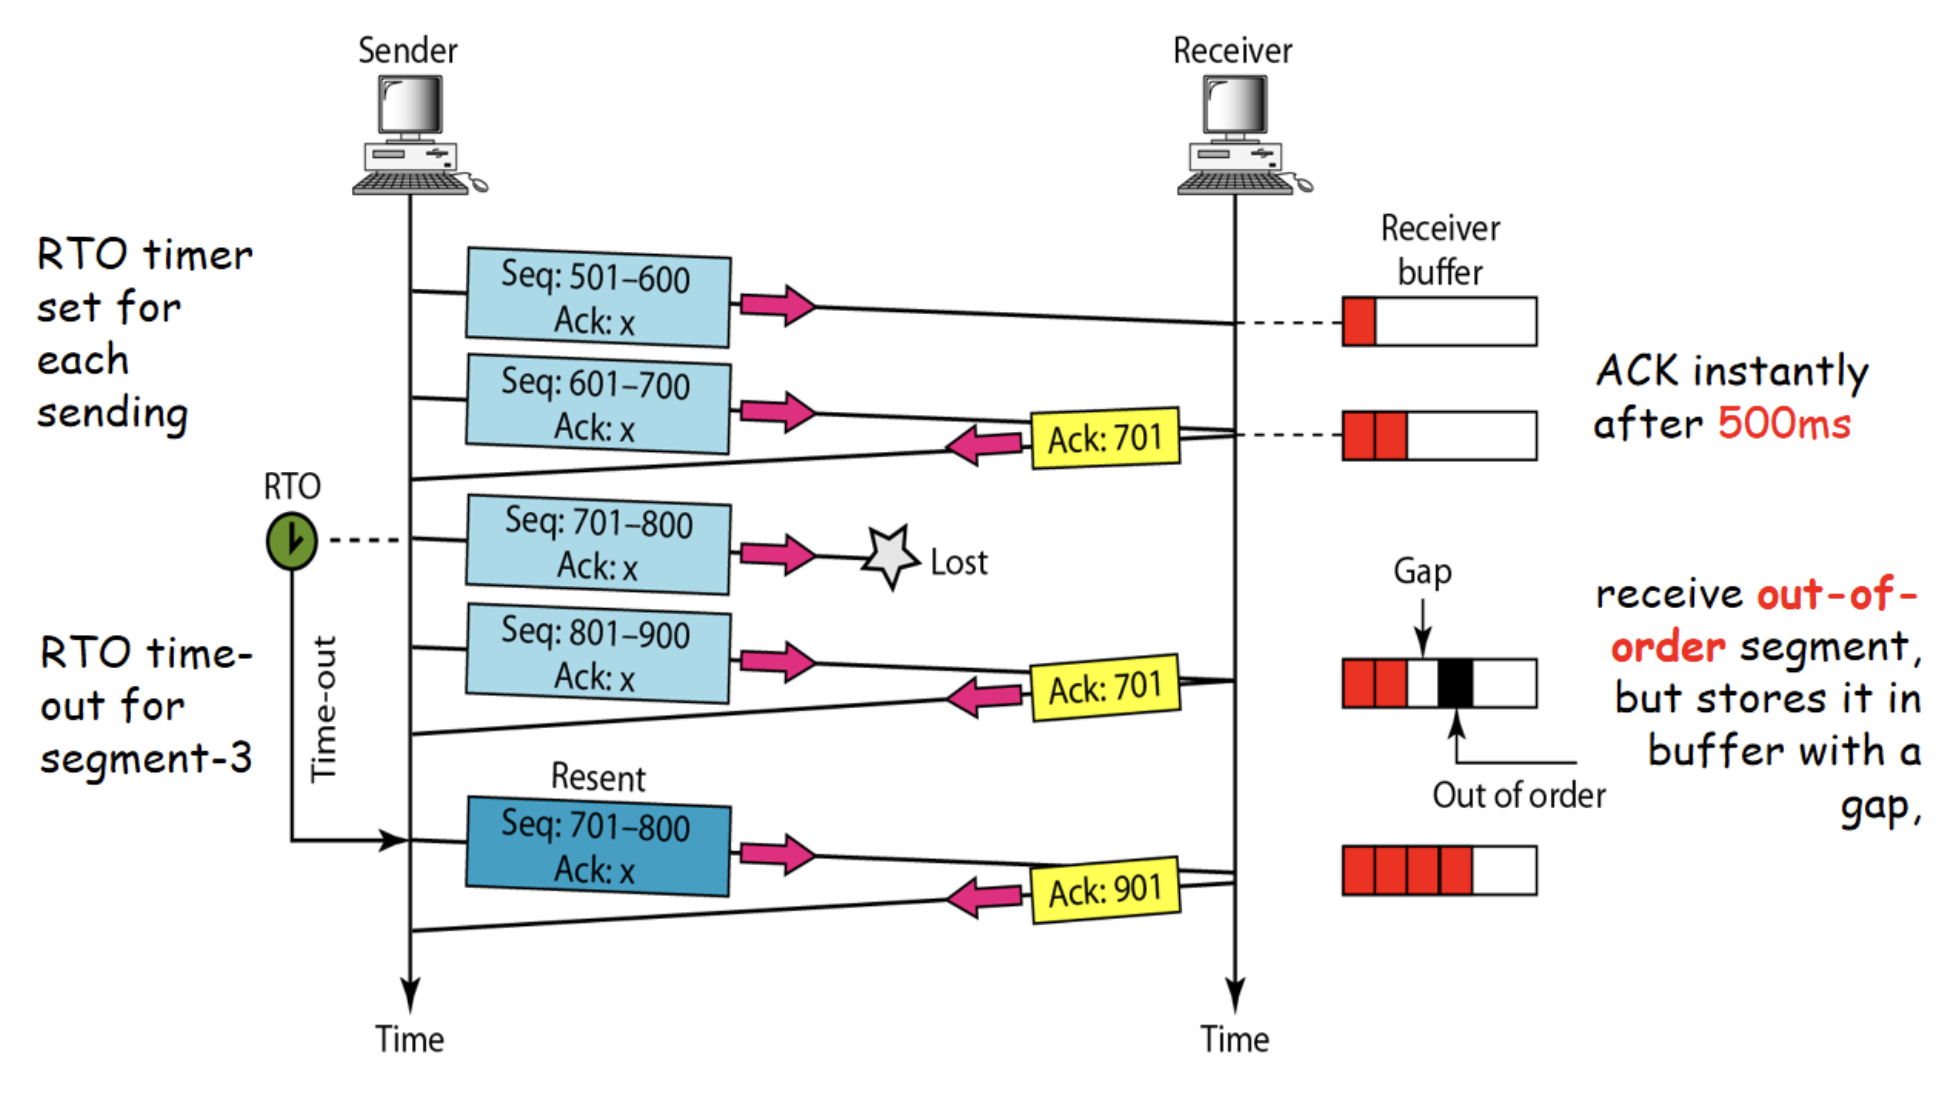 Sender
Receiver
RTO timer
set for
each
sending
Seq: 501–600
Ack: x
Receiver
buffer
Seq: 601–700
Ack: x
Ack: 701
ACK instantly
after 500ms
RTO
Seq: 701–800
Ack: x
Lost
Gap
receive out-of-
order segment,
but stores it in
buffer with a
gap,
RTO time-
out for
segment-3
Time-out
Seq: 801–900
Ack: x
Ack: 701
Out of order
Resent
Seq: 701–800
Ack: x
Ack: 901
Time
Time